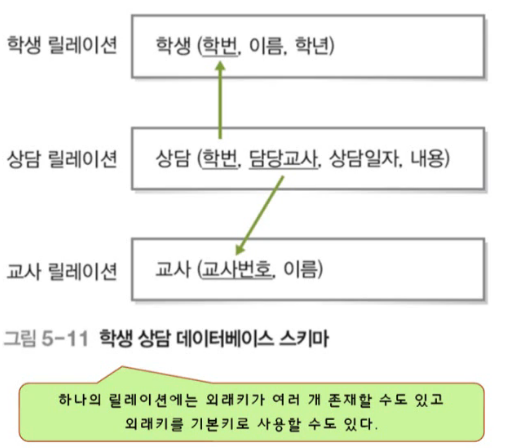 학생 릴레이션 학생 (학번, 이름, 학년)
상담 릴레이션 상담 (학번, 담당교사, 상담일자, 내용)
교사 릴레이션 교사 (교사번호, 이름)
그림 5-11 학생 상담 데이터베이스 스키마
하나의 릴레이션에는 외래키가 여러 개 존재할 수도 있고
외래키를 기본키로 사용할 수도 있다.